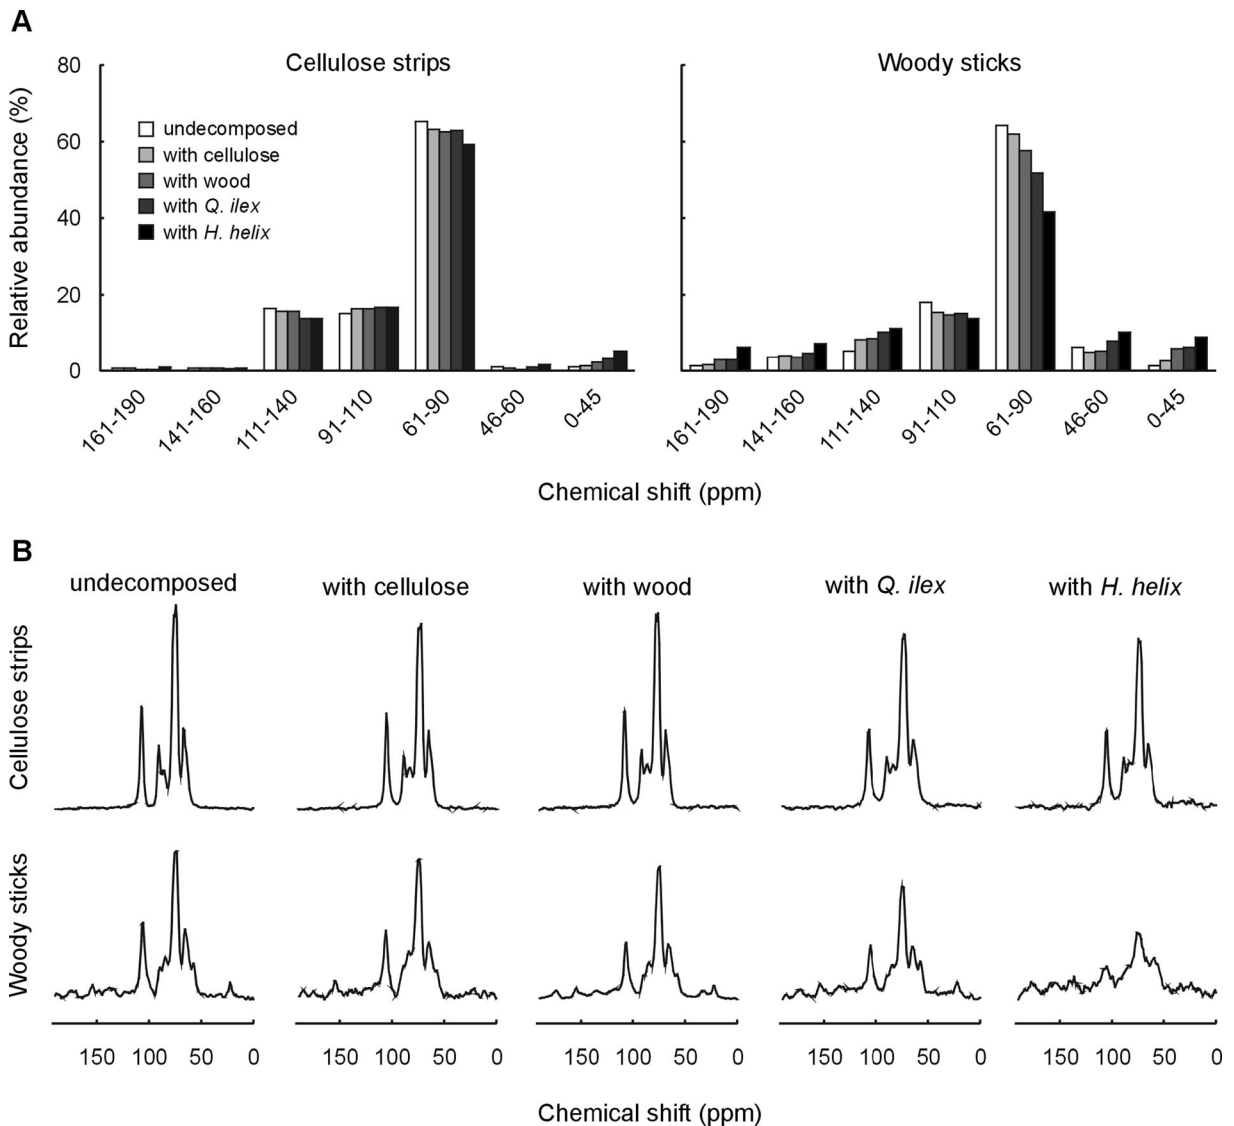 A
Cellulose strips
Woody sticks
Relative abundance (%)
80
60
40
20
0
undecomposed
with cellulose
with wood
with Q. ilex
with H. helix
161-190
141-160
111-140
91-110
61-90
46-60
0-45
161-190
141-160
111-140
91-110
61-90
46-60
0-45
Chemical shift (ppm)
B
undecomposed
with cellulose
with wood
with Q. ilex
with H. helix
Cellulose strips
Woody sticks
150 100 50 0
150 100 50 0
150 100 50 0
150 100 50 0
150 100 50 0
Chemical shift (ppm)